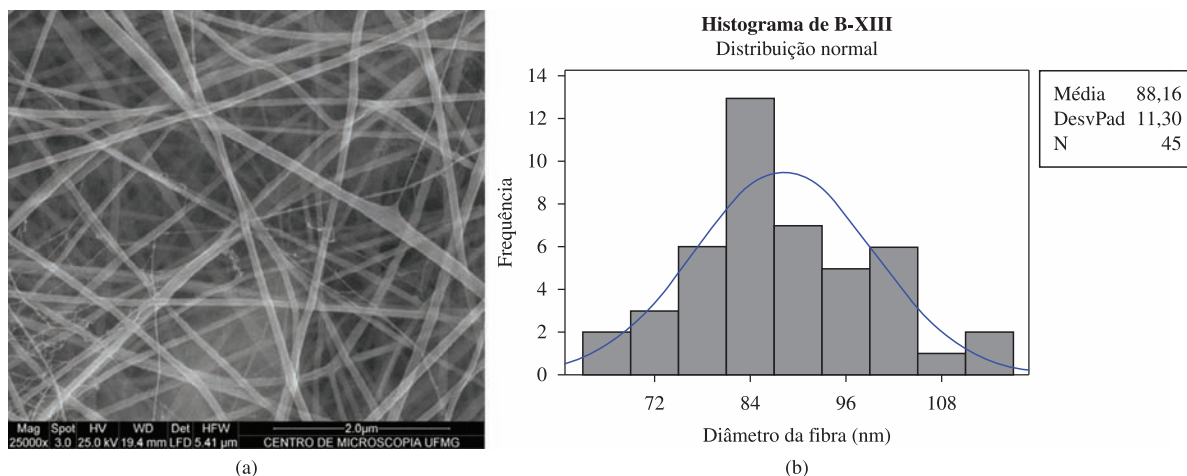 Mag Spot HV WD Det HFW
25000x 3.0 25.0 kV 19.4 mm LFD 5.41 µm
2.0µm
CENTRO DE MICROSCOPIA UFMG
(a)
Histograma de B-XIII
Distribuição normal
14
12
10
8
6
4
2
0
Frequência
72 84 96 108
Diâmetro da fibra (nm)
Média 88,16
DesvPad 11,30
N 45
(b)